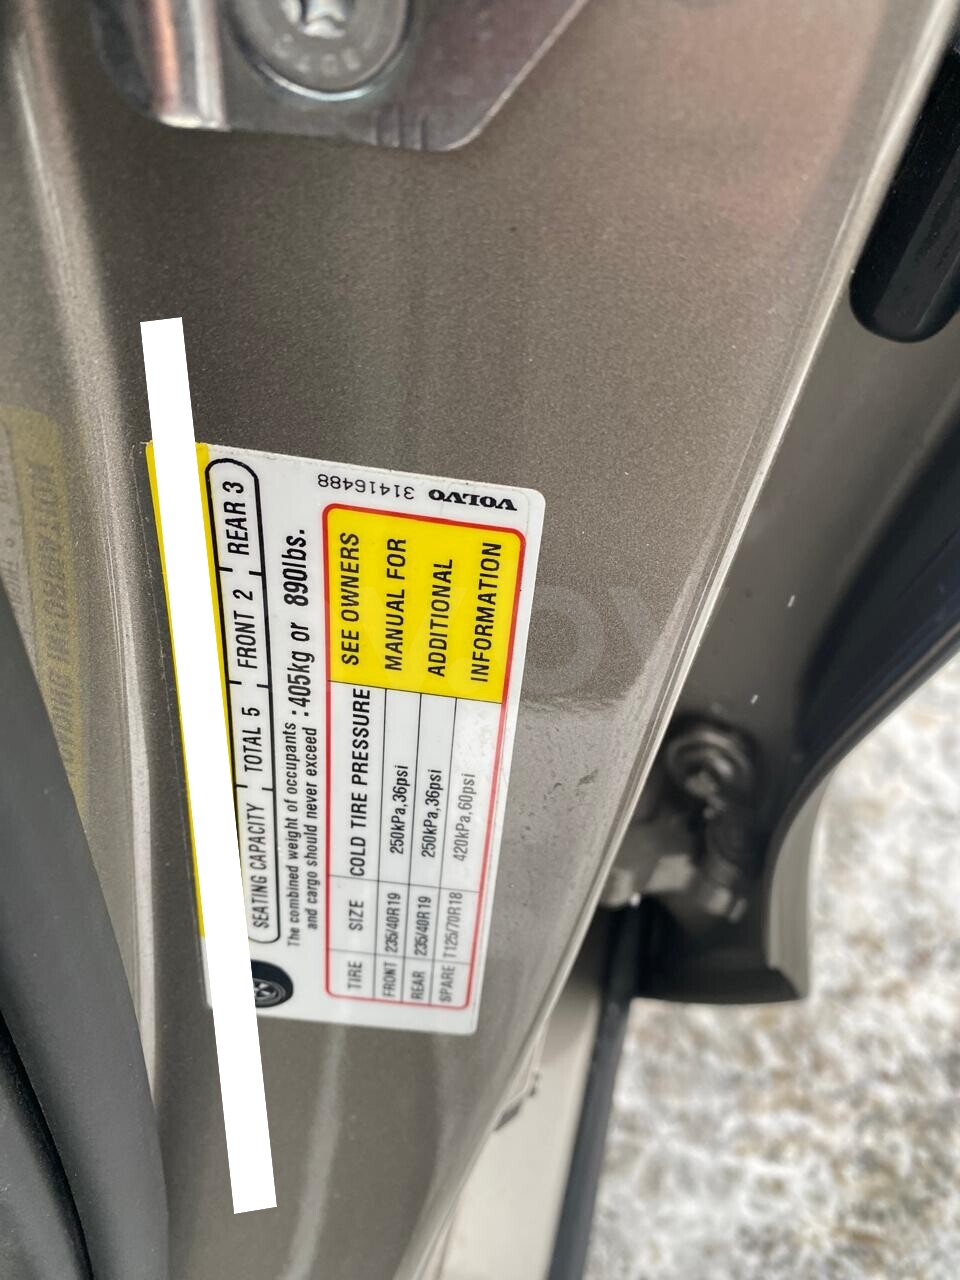 SEATING CAPACITY TOTAL 5 FRONT 2 REAR 3
The combined weight of occupants
and cargo should never exceed : 405kg or 890lbs.
TIRE SIZE COLD TIRE PRESSURE
FRONT 235/40R19 250kPa,36psi
REAR 235/40R19 250kPa,36psi
SPARE T125/70R18 420kPa,60psi
SEE OWNERS
MANUAL FOR
ADDITIONAL
INFORMATION
VOLVO 31416488